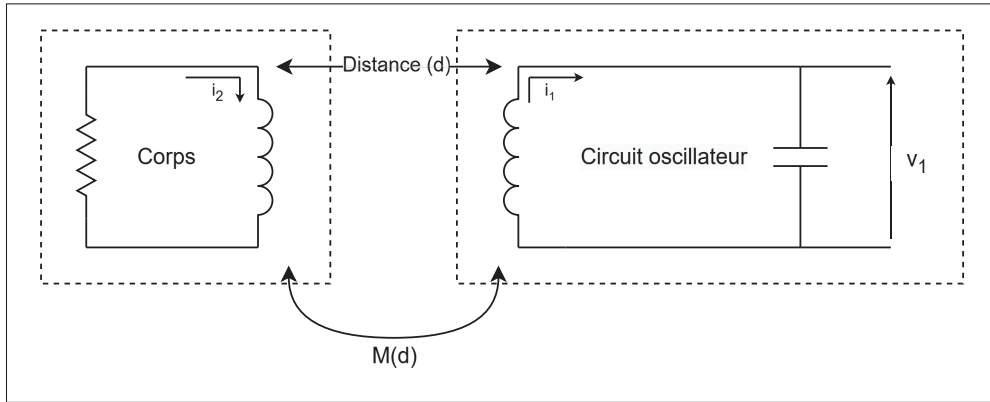 Distance (d)
i2
i1
Corps
Circuit oscillateur
v1
M(d)